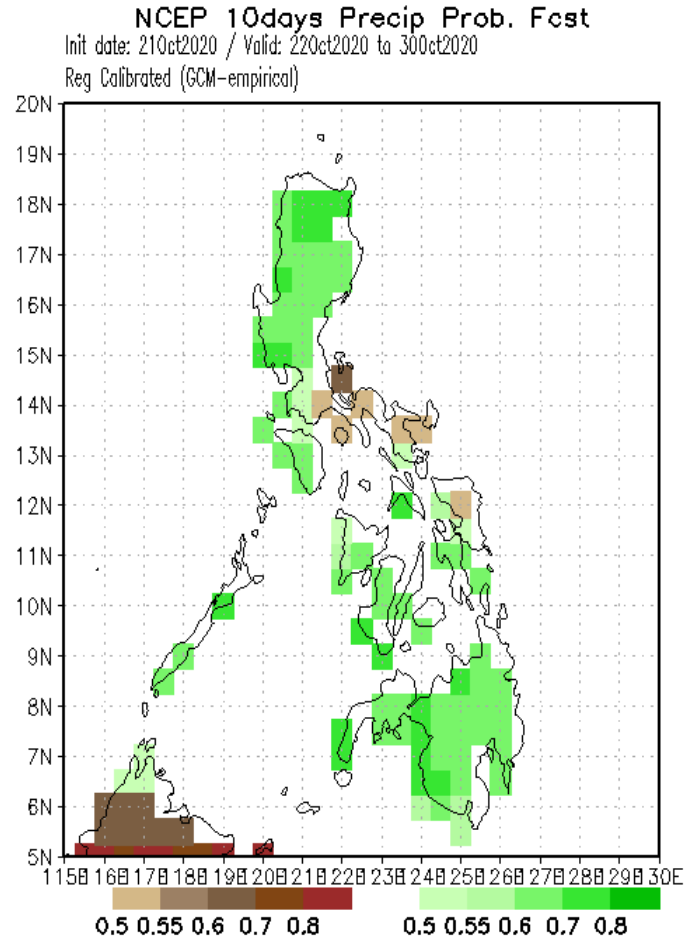 NCEP 10days Precip Prob. Fcst
Init date: 21Oct2020 / Valid: 22Oct2020 to 30Oct2020
Reg Calibrated (GCM-empirical)
20N
19N
18N
17N
16N
15N
14N
13N
12N
11N
10N
9N
8N
7N
6N
5N
115E 116E 117E 118E 119E 120E 121E 122E 123E 124E 125E 126E 127E 128E 129E 130E
0.5 0.55 0.6 0.7 0.8 0.5 0.55 0.6 0.7 0.8